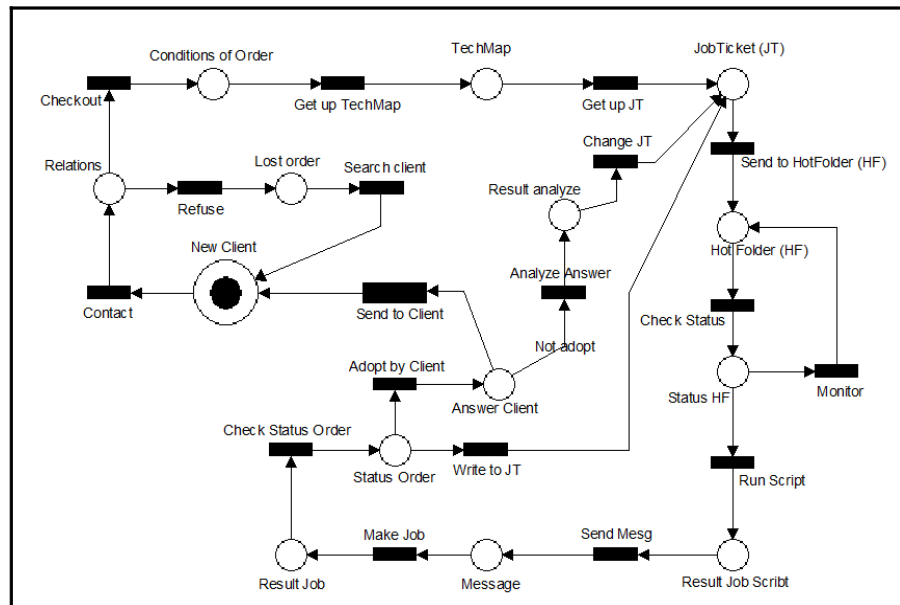 TechMap
JobTicket (JT)
Conditions of Order
Checkout
Get up TechMap
Get up JT
Change JT
Relations
Lost order
Search client
Send to HotFolder (HF)
Result analyze
Refuse
New Client
Hot Folder (HF)
Analyze Answer
Contact
Send to Client
Check Status
Not adopt
Adopt by Client
Answer Client
Status HF
Monitor
Check Status Order
Status Order
Write to JT
Run Script
Make Job
Send Mesg
Result Job
Message
Result Job Scribt